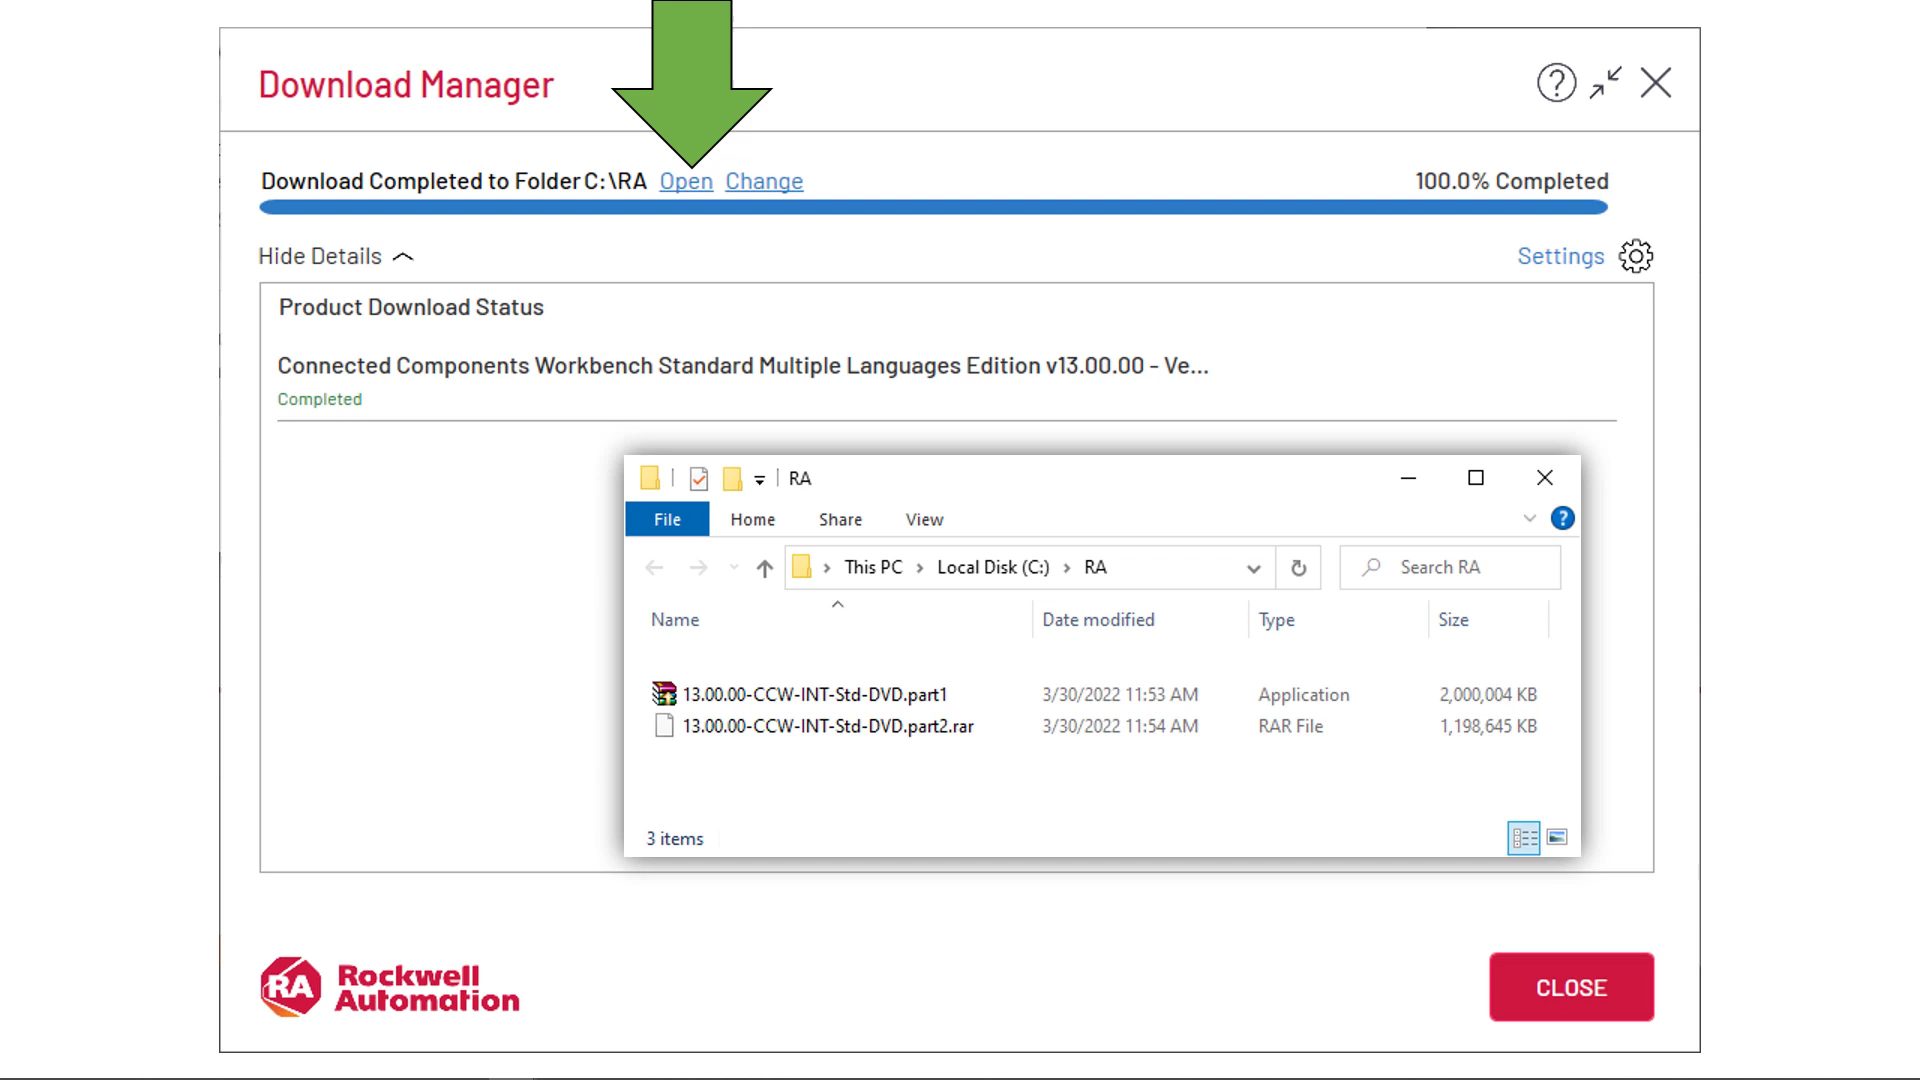 Download Manager
Download Completed to Folder C:\RA Open Change 100.0% Completed
Hide Details Settings
Product Download Status
Connected Components Workbench Standard Multiple Languages Edition v13.00.00 - Ve...
Completed
RA
File Home Share View
This PC Local Disk (C:) RA Search RA
Name Date modified Type Size
13.00.00-CCW-INT-Std-DVD.part1 3/30/2022 11:53 AM Application 2,000,004 KB
13.00.00-CCW-INT-Std-DVD.part2.rar 3/30/2022 11:54 AM RAR File 1,198,645 KB
3 items
RA Rockwell
Automation
CLOSE